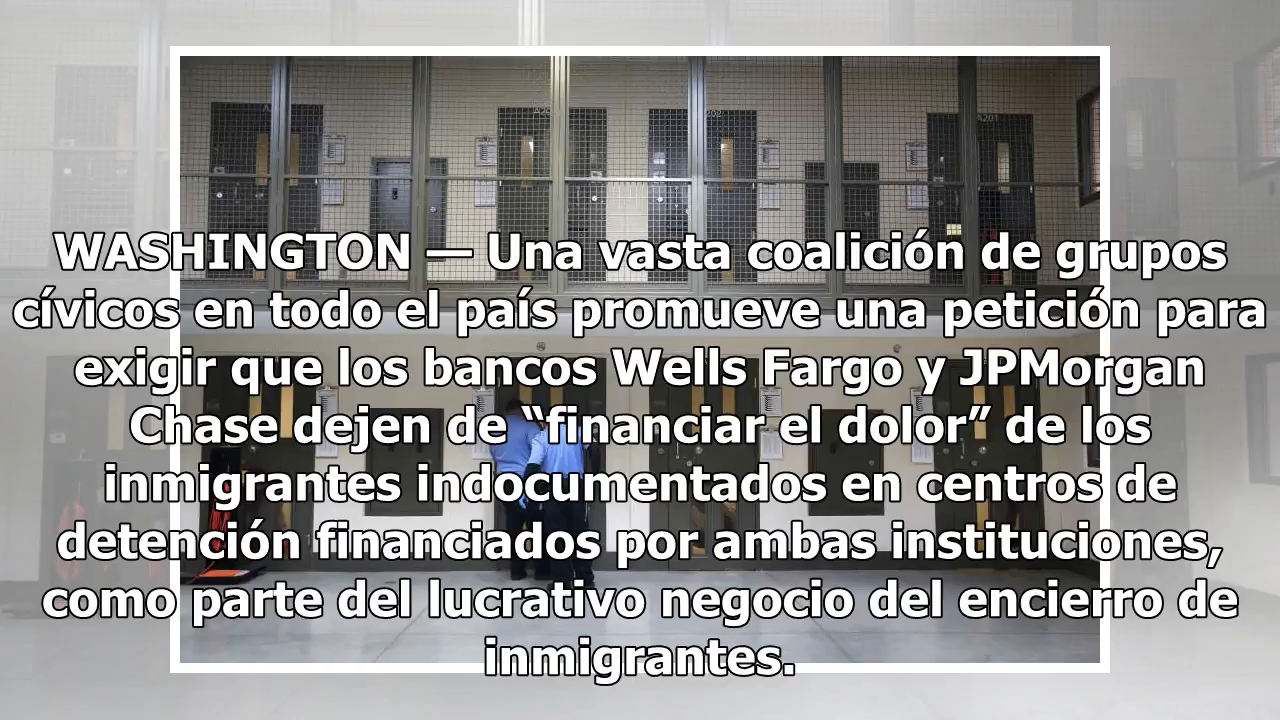 A201
WASHINGTON — Una vasta coalición de grupos
cívicos en todo el país promueve una petición para
exigir que los bancos Wells Fargo y JPMorgan
Chase dejen de “financiar el dolor” de los
inmigrantes indocumentados en centros de
detención financiados por ambas instituciones,
como parte del lucrativo negocio del encierro de
inmigrantes.